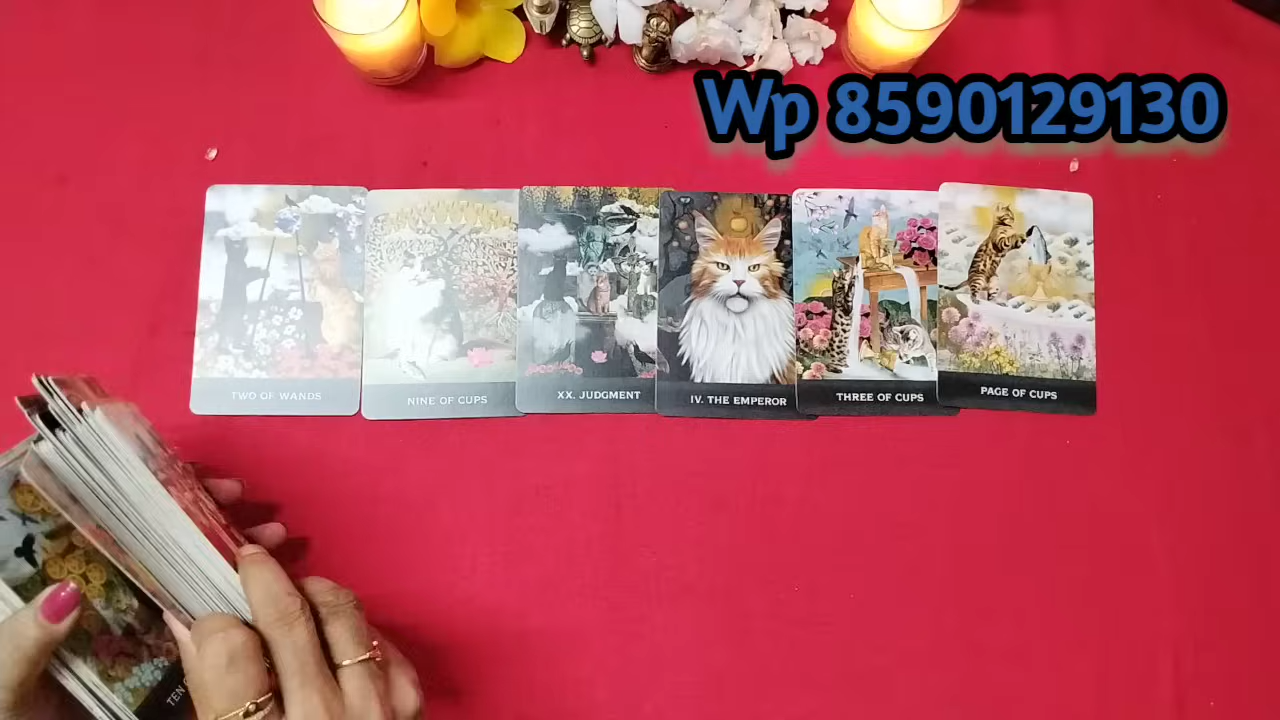 Wp 8590129130
TWO OF WANDS
NINE OF CUPS
XX. JUDGMENT
IV. THE EMPEROR
THREE OF CUPS
PAGE OF CUPS
TEN